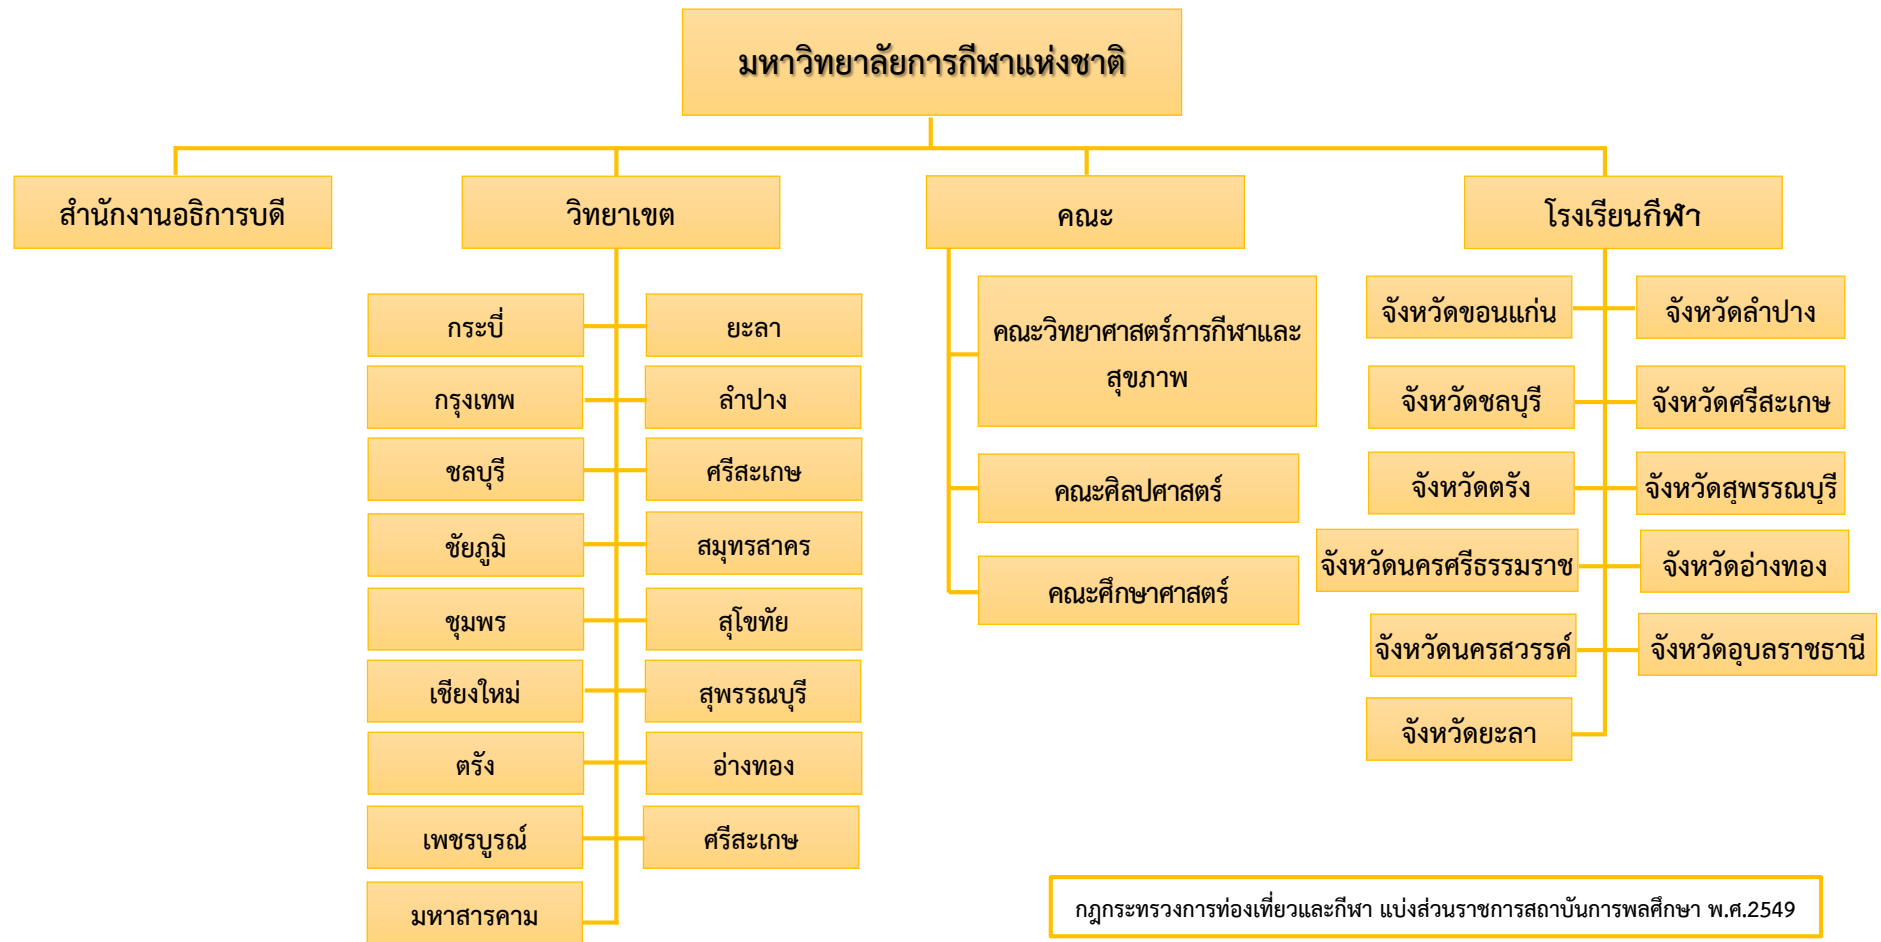 มหาวิทยาลัยการกีฬาแห่งชาติ
สำนักงานอธิการบดี
วิทยาเขต
คณะ
โรงเรียนกีฬา
กระบี่
ยะลา
กรุงเทพ
ลำปาง
ชลบุรี
ศรีสะเกษ
ชัยภูมิ
สมุทรสาคร
ชุมพร
สุโขทัย
เชียงใหม่
สุพรรณบุรี
ตรัง
อ่างทอง
เพชรบูรณ์
ศรีสะเกษ
มหาสารคาม
คณะวิทยาศาสตร์การกีฬาและ
สุขภาพ
คณะศิลปศาสตร์
คณะศึกษาศาสตร์
จังหวัดขอนแก่น
จังหวัดลำปาง
จังหวัดชลบุรี
จังหวัดศรีสะเกษ
จังหวัดตรัง
จังหวัดสุพรรณบุรี
จังหวัดนครศรีธรรมราช
จังหวัดอ่างทอง
จังหวัดนครสวรรค์
จังหวัดอุบลราชธานี
จังหวัดยะลา
กฎกระทรวงการท่องเที่ยวและกีฬา แบ่งส่วนราชการสถาบันการพลศึกษา พ.ศ.2549